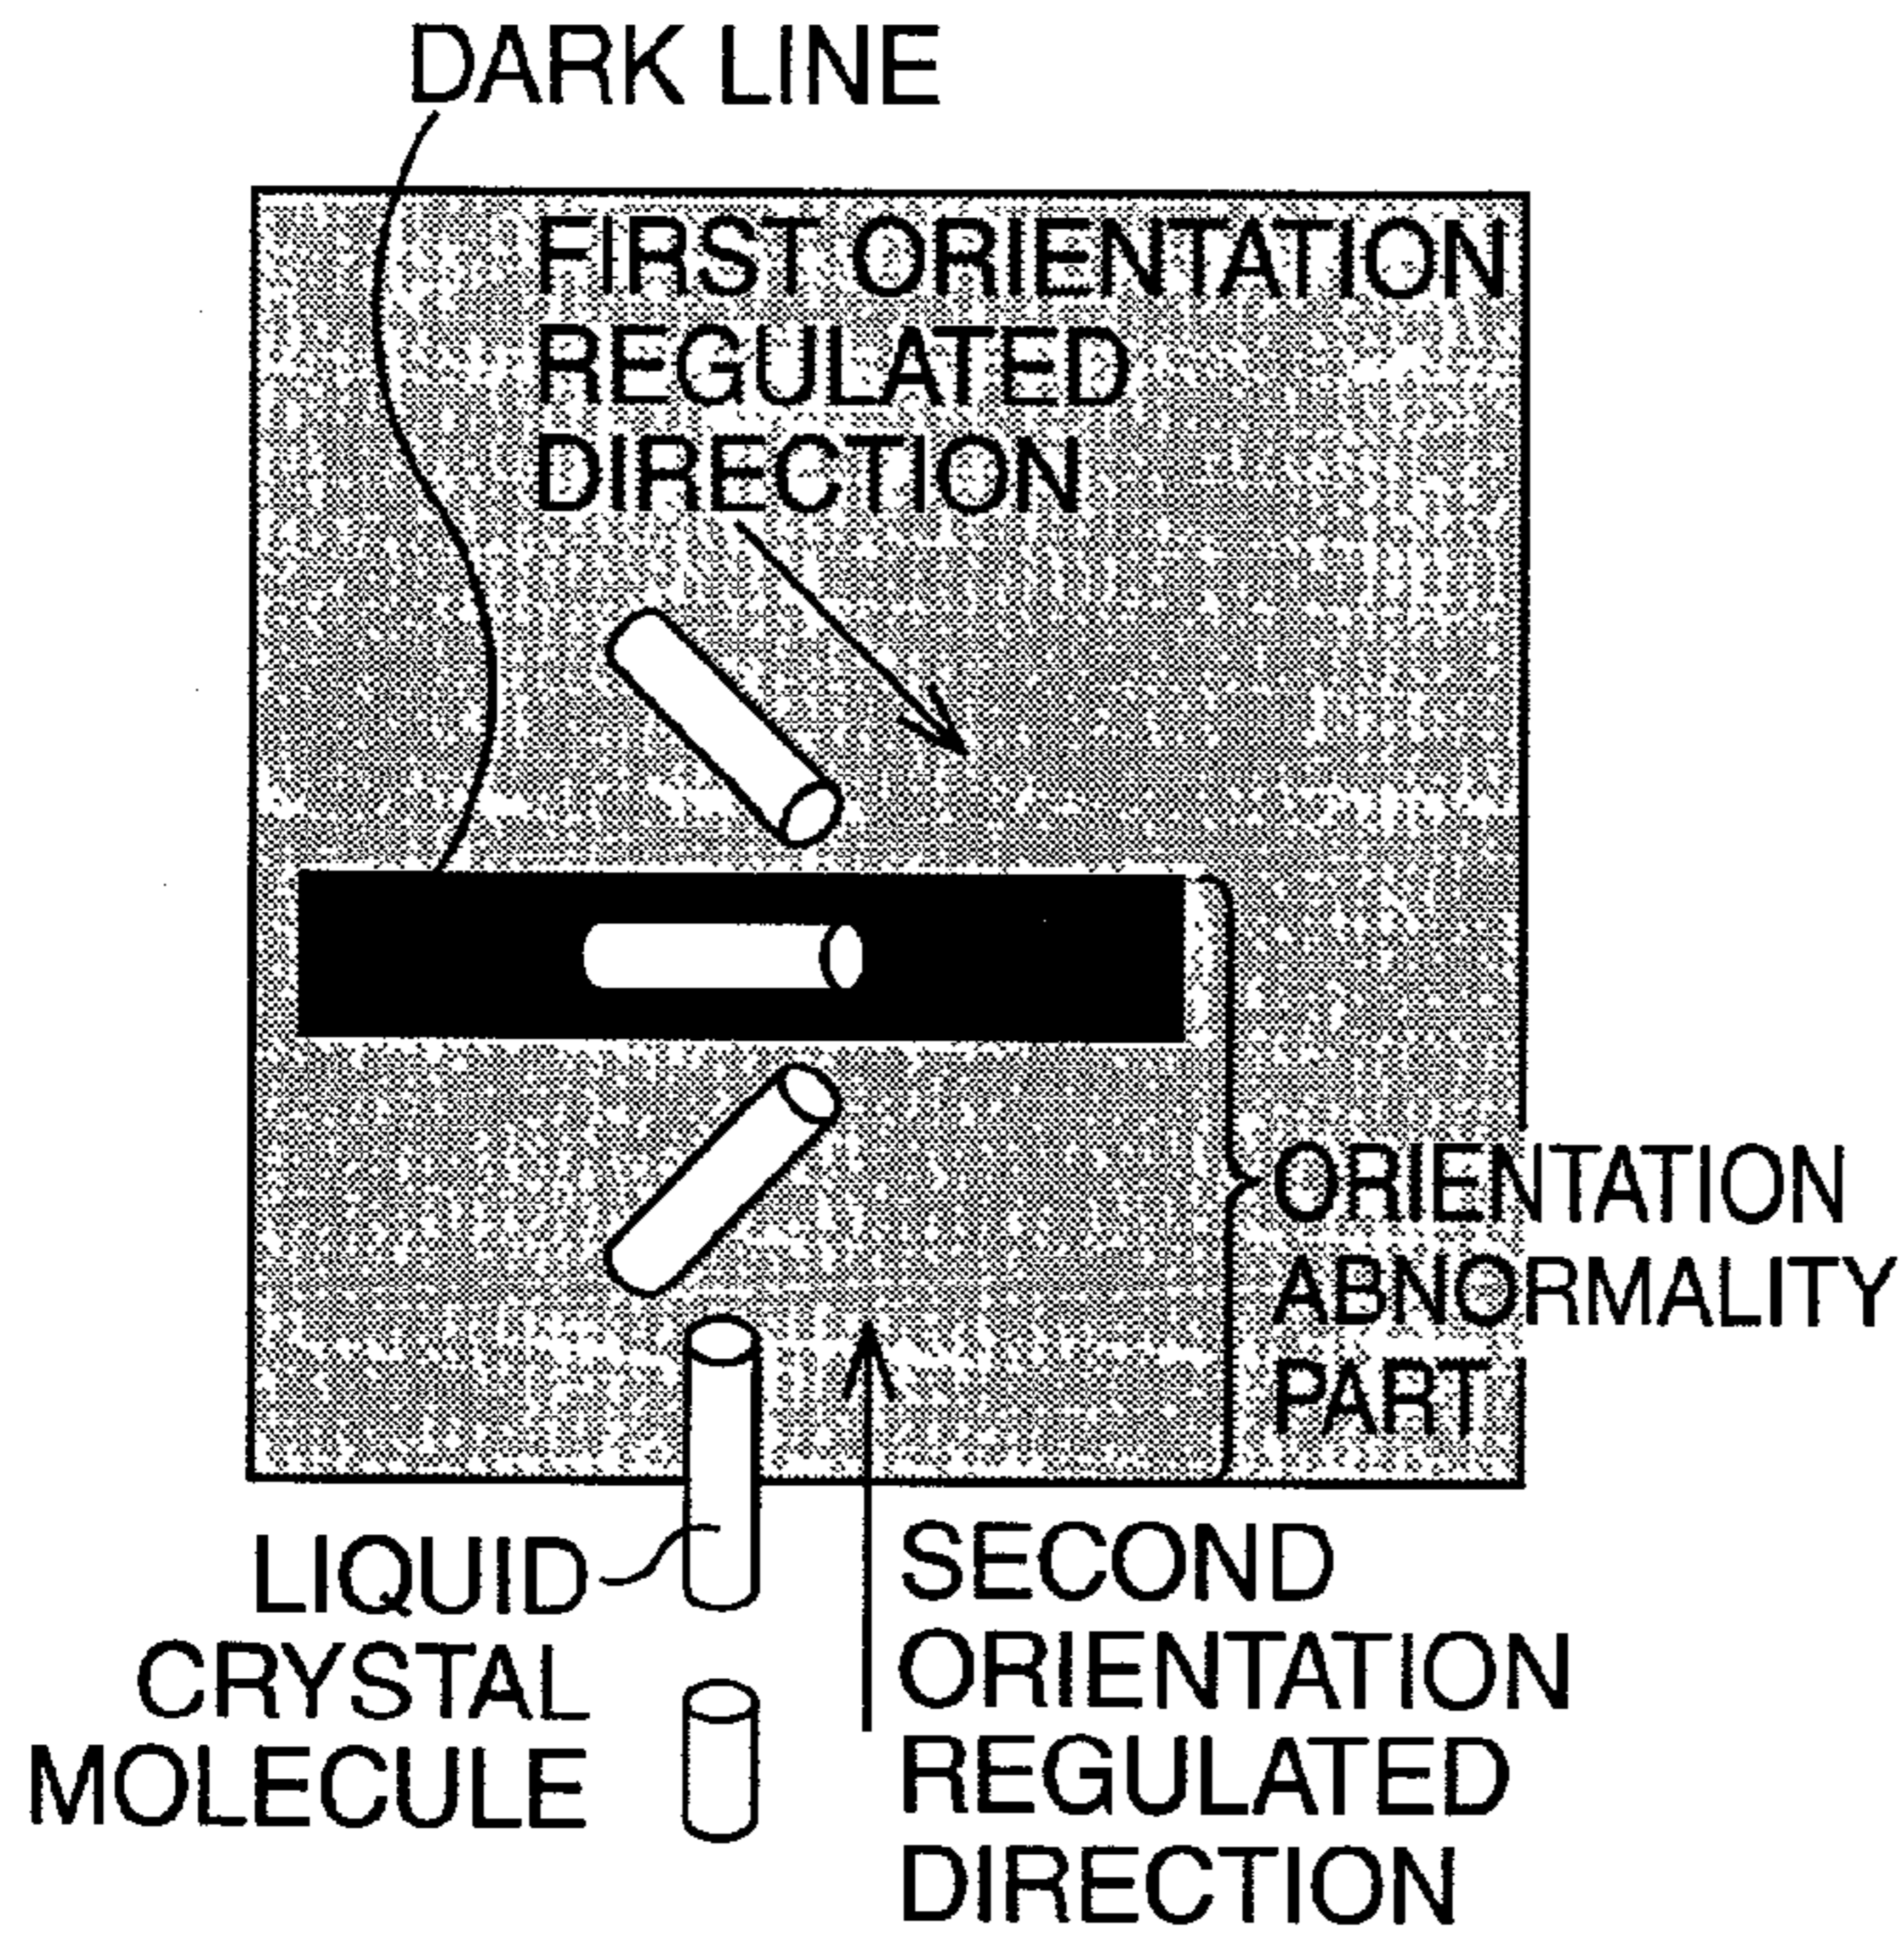 DARK LINE
FIRST ORIENTATION
REGULATED
DIRECTION
ORIENTATION
ABNORMALITY
PART
LIQUID
CRYSTAL
MOLECULE
SECOND
ORIENTATION
REGULATED
DIRECTION